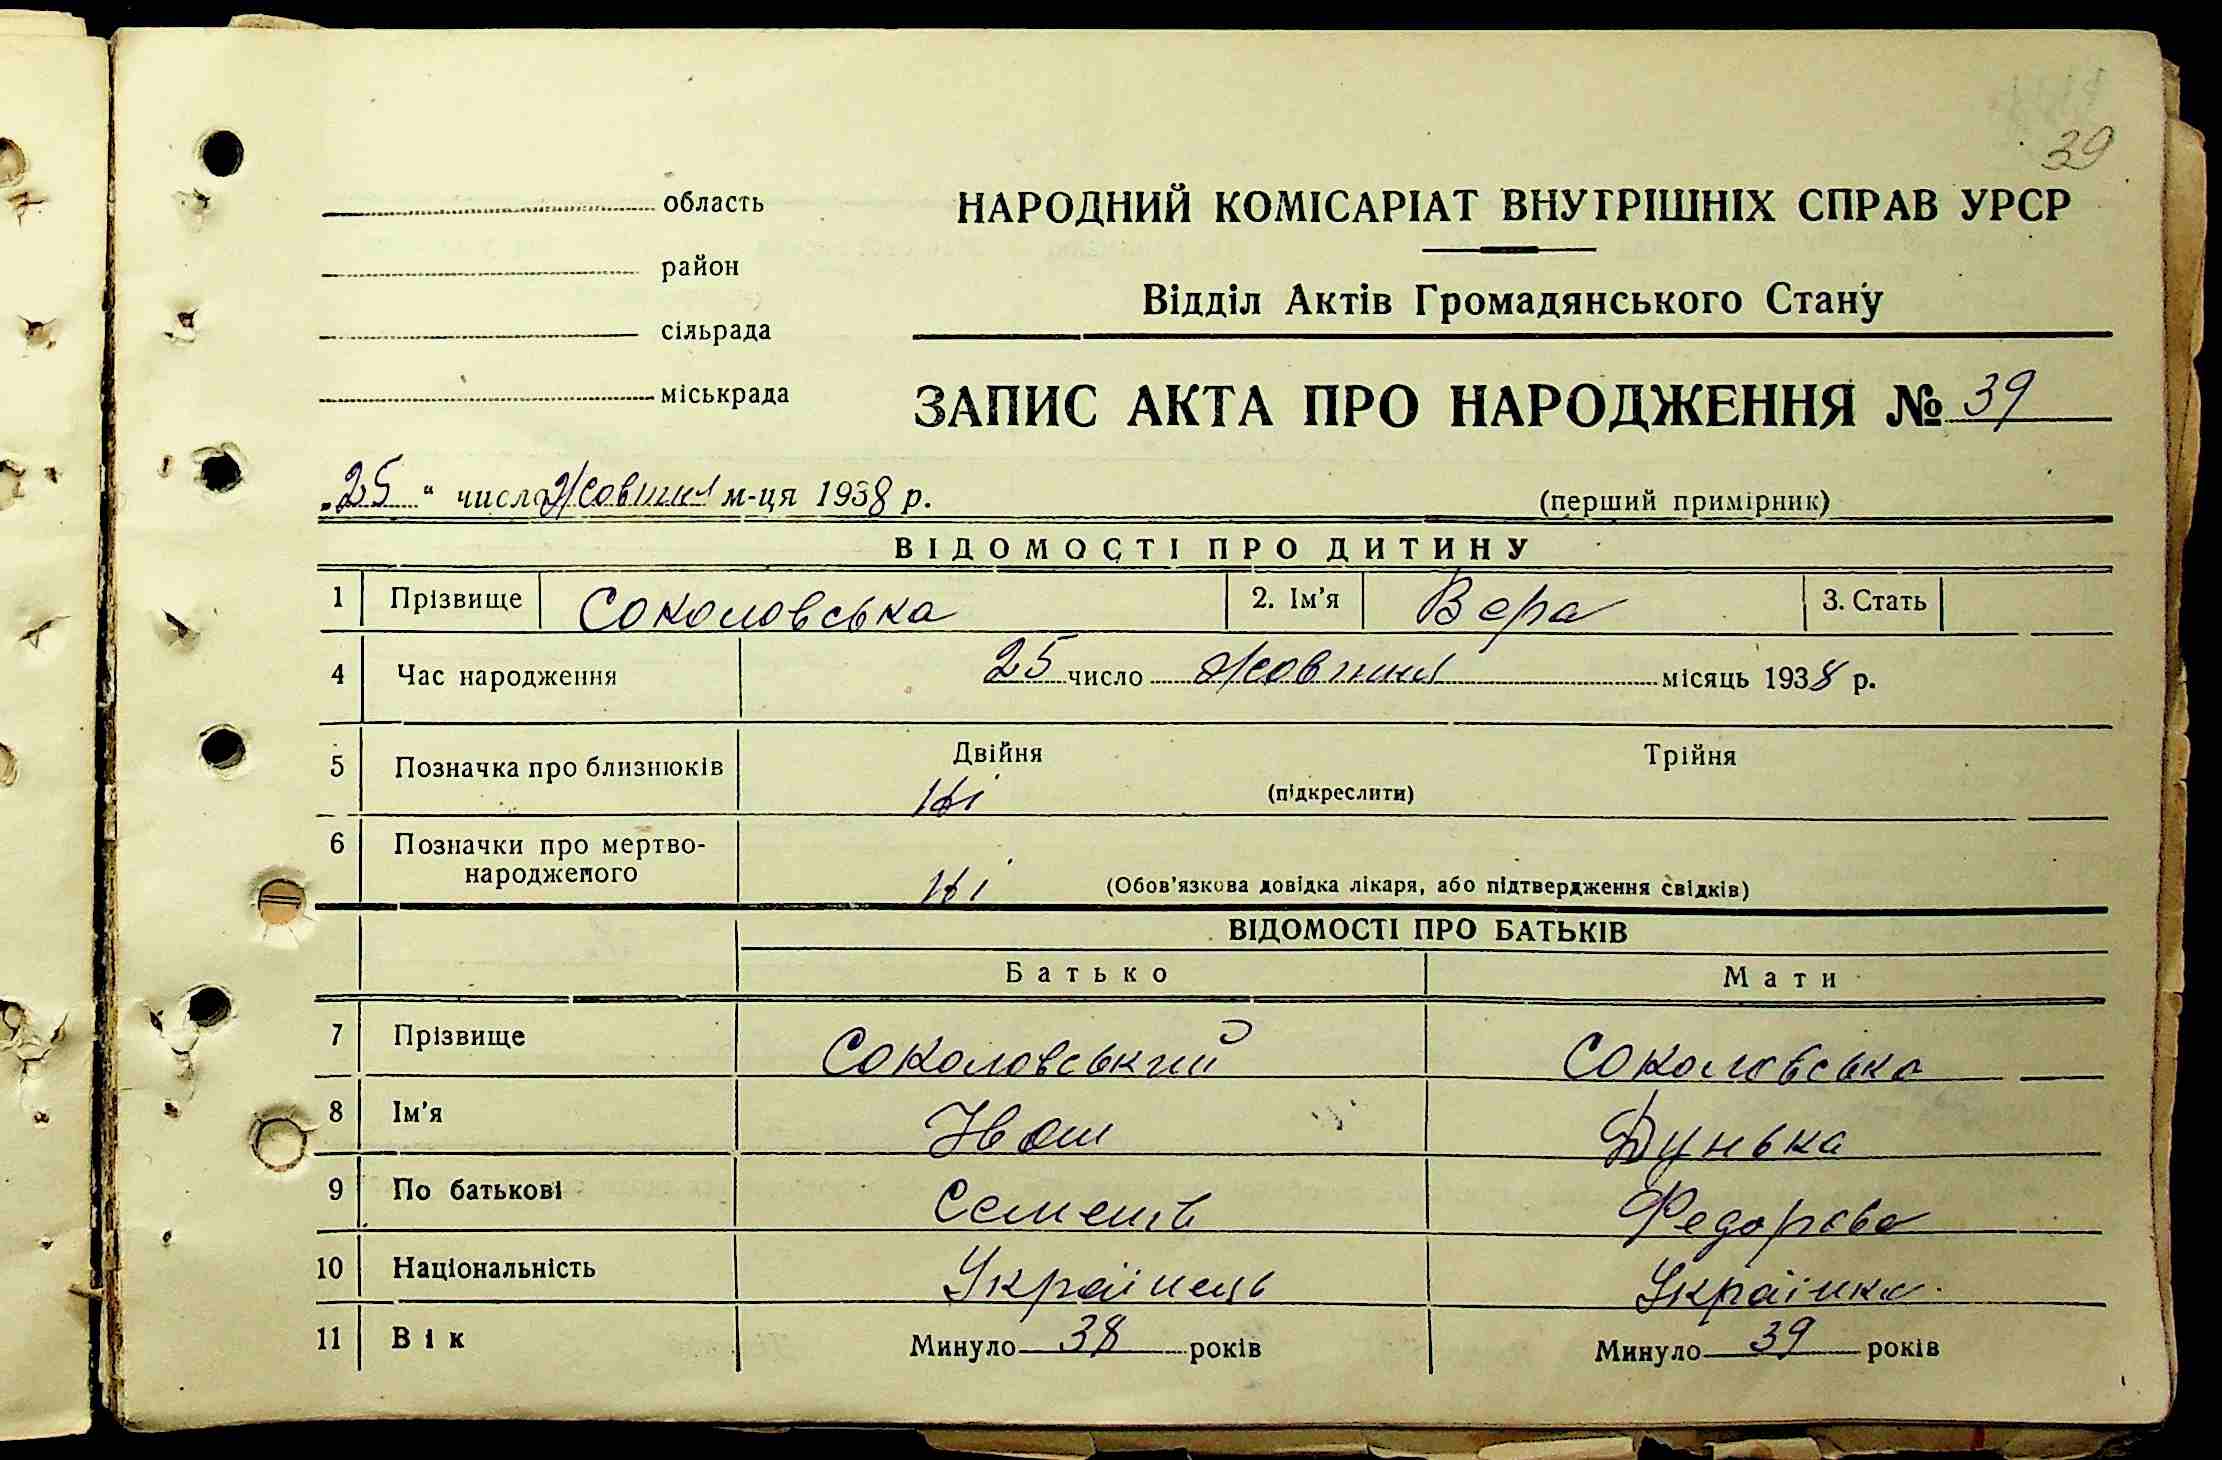 39
область
НАРОДНИЙ КОМІСАРІАТ ВНУТРІШНІХ СПРАВ УРСР
район
Відділ Актів Громадянського Стану
сільрада
міськрада
ЗАПИС АКТА ПРО НАРОДЖЕННЯ № 39
„25“ число Жовтня м-ця 1938 р.
(перший примірник)
ВІДОМОСТІ ПРО ДИТИНУ
1 Прізвище Соколовська 2. Ім'я Вера 3. Стать
4 Час народження 25 число Жовтня місяць 1938 р.
5 Позначка про близнюків Двійня Трійня
Ні (підкреслити)
6 Позначки про мертво-
народженого Ні (Обов'язкова довідка лікаря, або підтвердження свідків)
ВІДОМОСТІ ПРО БАТЬКІВ
Батько Мати
7 Прізвище Соколовський Соколовська
8 Ім'я Іван Дунька
9 По батькові Семенів Федорова
10 Національність Українець Українка
11 Вік Минуло 38 років Минуло 39 років